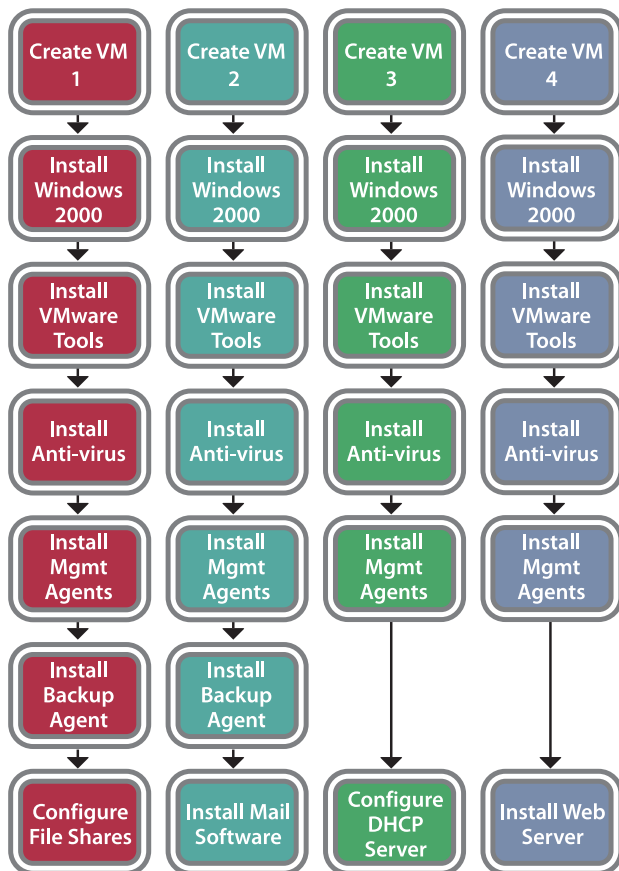 Create VM
1
Create VM
2
Create VM
3
Create VM
4
Install
Windows
2000
Install
Windows
2000
Install
Windows
2000
Install
Windows
2000
Install
VMware
Tools
Install
VMware
Tools
Install
VMware
Tools
Install
VMware
Tools
Install
Anti-virus
Install
Anti-virus
Install
Anti-virus
Install
Anti-virus
Install
Mgmt
Agents
Install
Mgmt
Agents
Install
Mgmt
Agents
Install
Mgmt
Agents
Install
Backup
Agent
Install
Backup
Agent
Configure
File Shares
Install Mail
Software
Configure
DHCP
Server
Install Web
Server